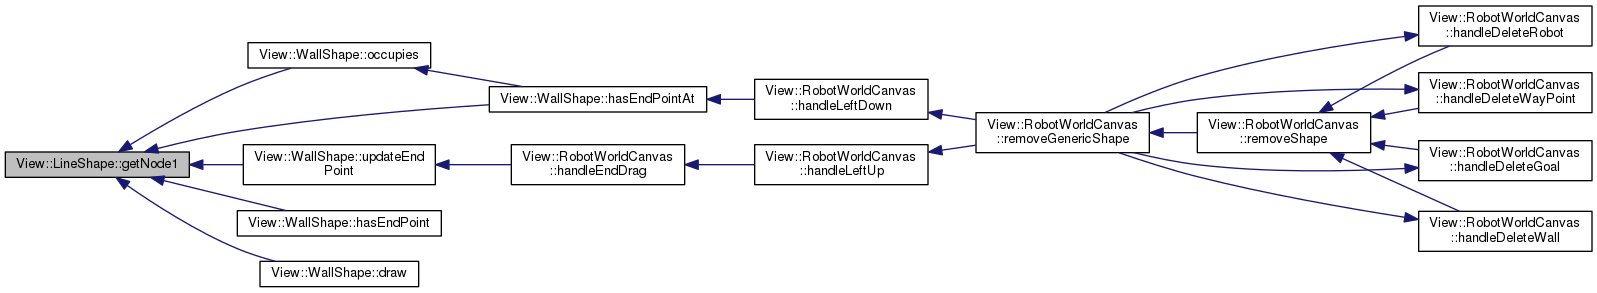 View::LineShape::getNode1
View::WallShape::occupies
View::WallShape::hasEndPointAt
View::WallShape::updateEnd
Point
View::WallShape::hasEndPoint
View::WallShape::draw
View::RobotWorldCanvas
::handleEndDrag
View::RobotWorldCanvas
::handleLeftDown
View::RobotWorldCanvas
::handleLeftUp
View::RobotWorldCanvas
::removeGenericShape
View::RobotWorldCanvas
::removeShape
View::RobotWorldCanvas
::handleDeleteRobot
View::RobotWorldCanvas
::handleDeleteWayPoint
View::RobotWorldCanvas
::handleDeleteGoal
View::RobotWorldCanvas
::handleDeleteWall